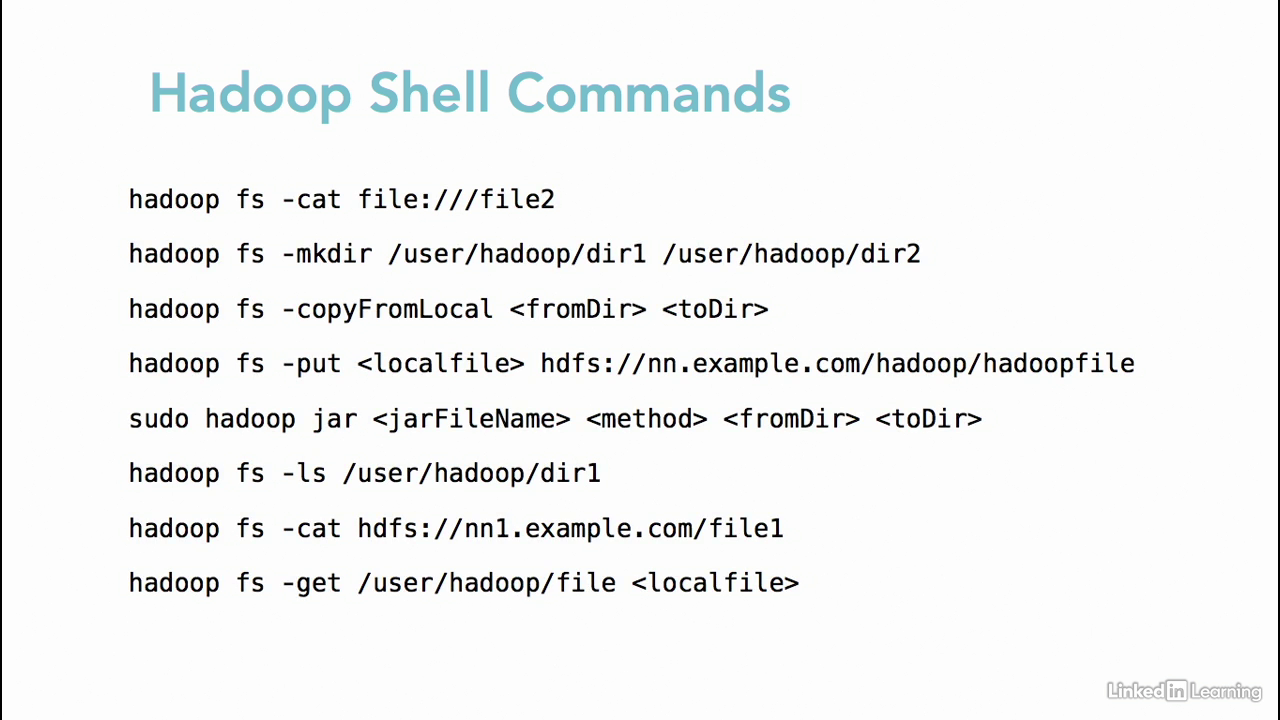 Hadoop Shell Commands
hadoop fs -cat file:///file2
hadoop fs -mkdir /user/hadoop/dir1 /user/hadoop/dir2
hadoop fs -copyFromLocal <fromDir> <toDir>
hadoop fs -put <localfile> hdfs://nn.example.com/hadoop/hadoopfile
sudo hadoop jar <jarFileName> <method> <fromDir> <toDir>
hadoop fs -ls /user/hadoop/dir1
hadoop fs -cat hdfs://nn1.example.com/file1
hadoop fs -get /user/hadoop/file <localfile>
Linked in Learning